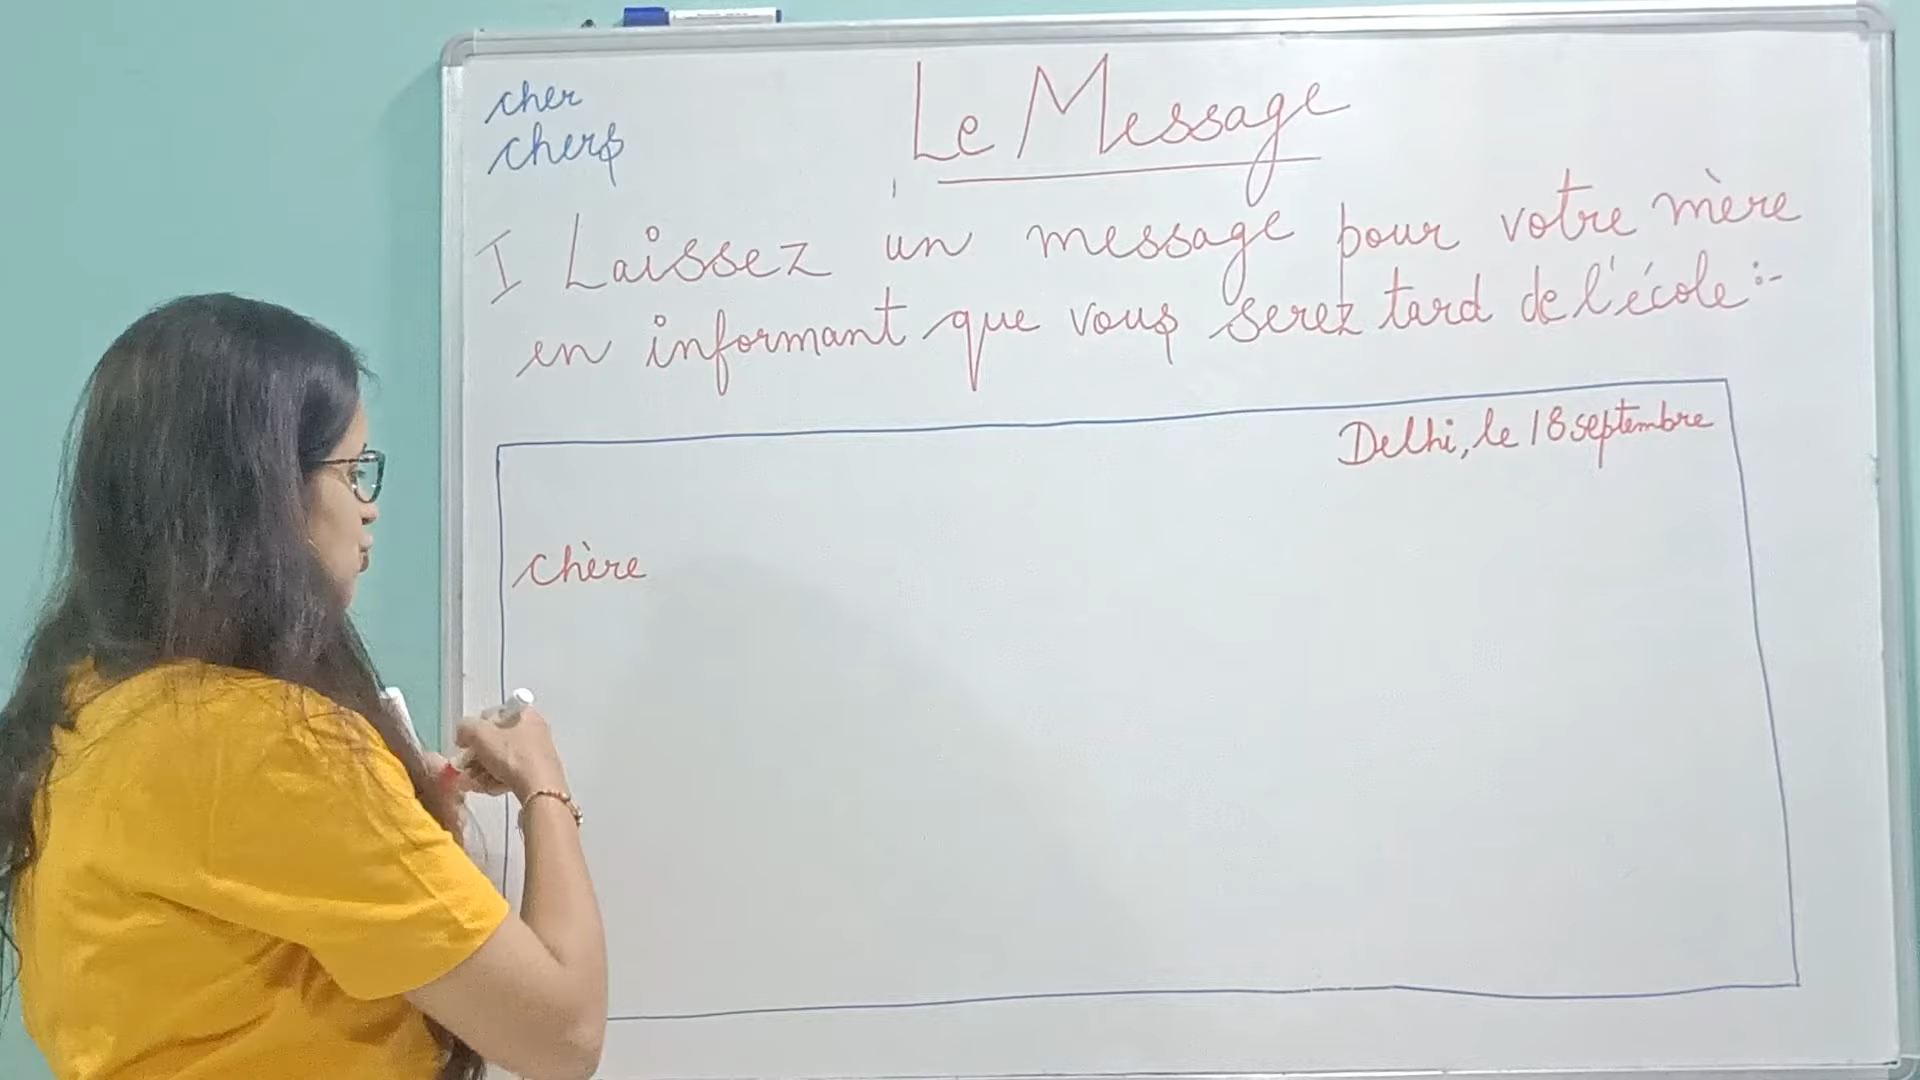 cher
chers
Le Message
I Laissez un message pour votre mère
en informant que vous serez tard de l'école :-
Delhi, le 18 septembre
chère